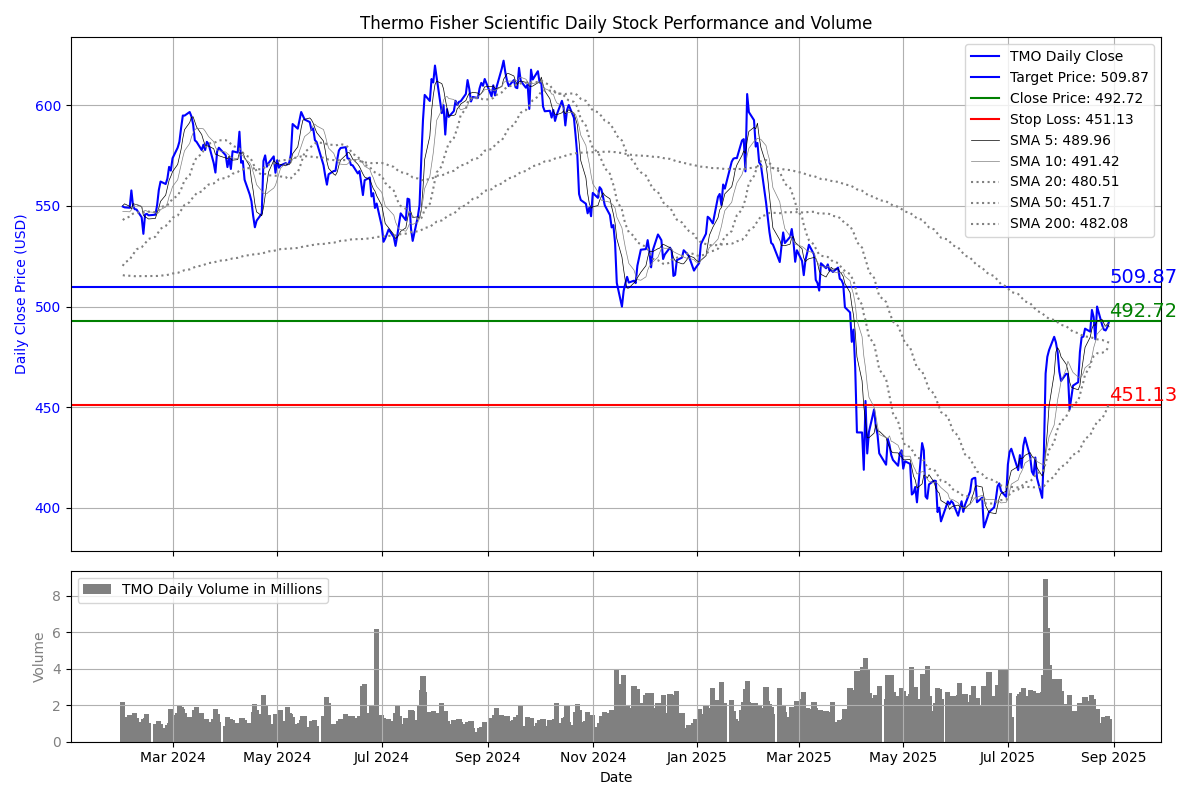 Thermo Fisher Scientific Daily Stock Performance and Volume
Daily Close Price (USD)
600
550
500
450
400
TMO Daily Close
Target Price: 509.87
Close Price: 492.72
Stop Loss: 451.13
SMA 5: 489.96
SMA 10: 491.42
SMA 20: 480.51
SMA 50: 451.7
SMA 200: 482.08
509.87
492.72
451.13
Volume
8
6
4
2
0
TMO Daily Volume in Millions
Mar 2024 May 2024 Jul 2024 Sep 2024 Nov 2024 Jan 2025 Mar 2025 May 2025 Jul 2025 Sep 2025
Date